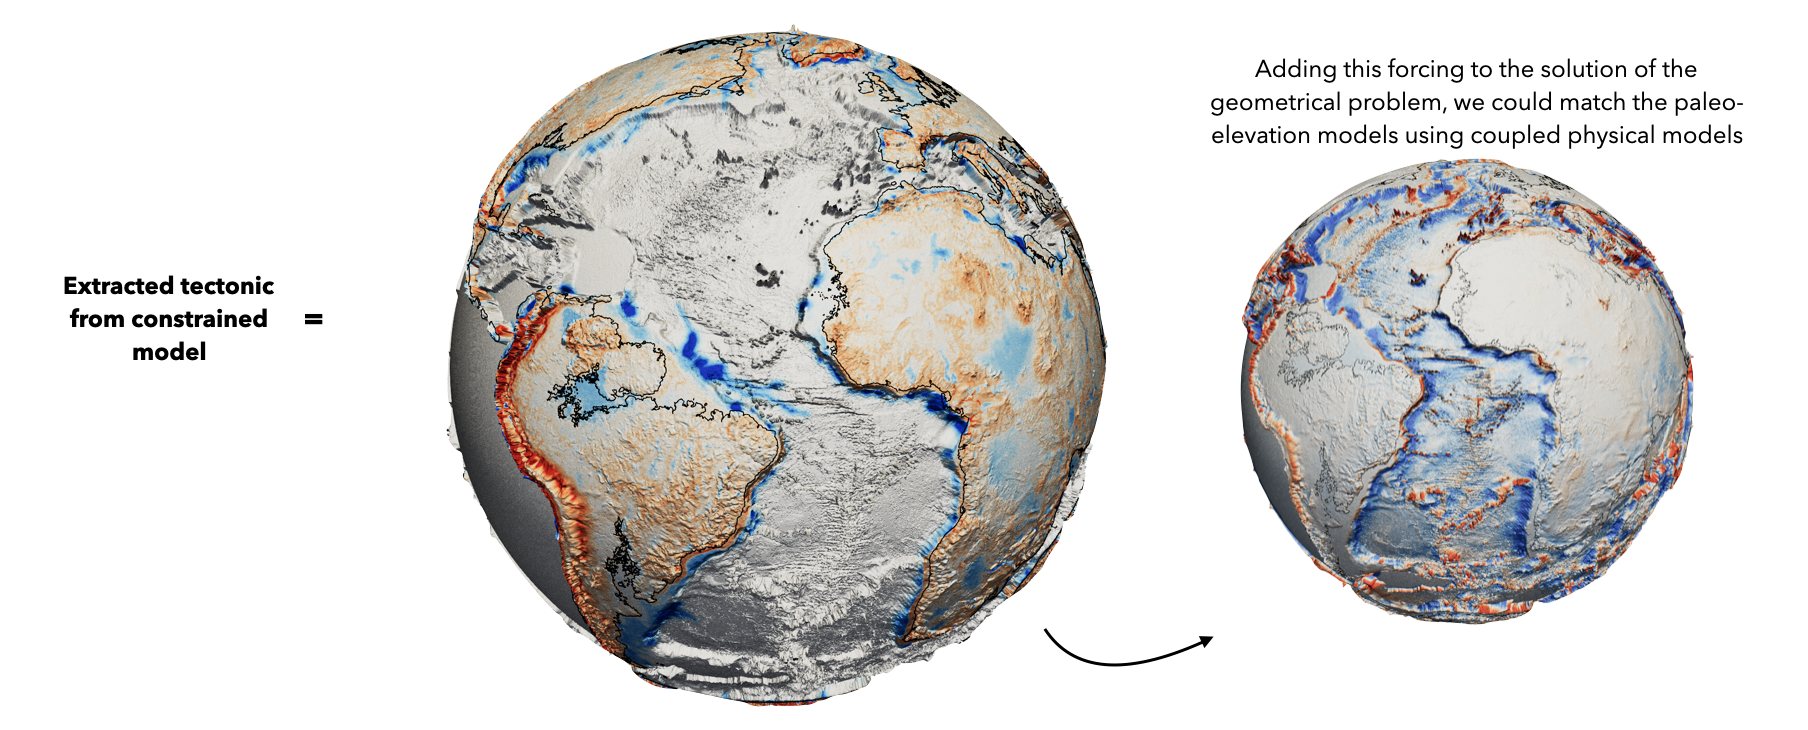 Adding this forcing to the solution of the
geometrical problem, we could match the paleo-
elevation models using coupled physical models
Extracted tectonic
from constrained
model
=